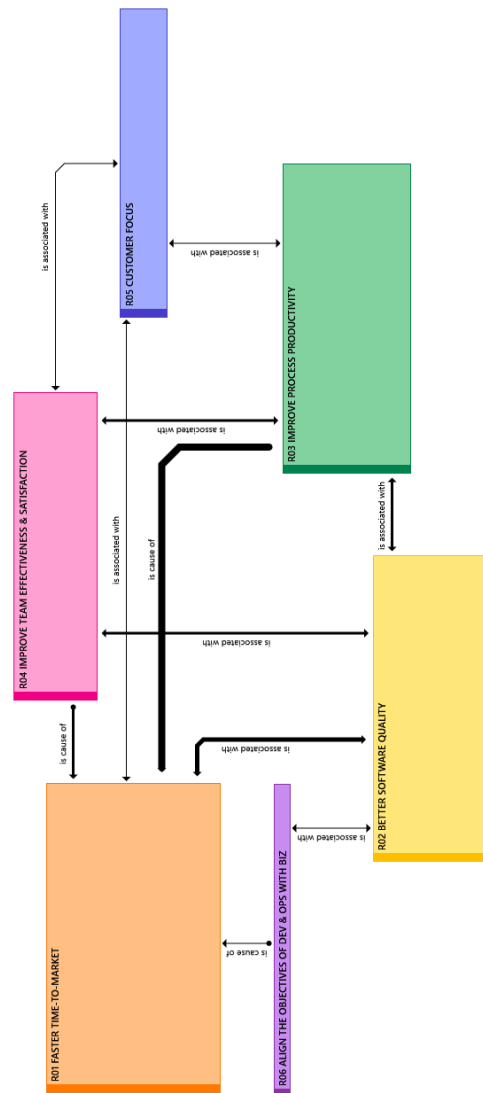 R05 CUSTOMER FOCUS
is associated with
is associated with
R03 IMPROVE PROCESS PRODUCTIVITY
R04 IMPROVE TEAM EFFECTIVENESS & SATISFACTION
is associated with
is associated with
is cause of
is associated with
is associated with
is cause of
is associated with
R02 BETTER SOFTWARE QUALITY
is associated with
R01 FASTER TIME-TO-MARKET
is cause of
R06 ALIGN THE OBJECTIVES OF DEV & OPS WITH BIZ